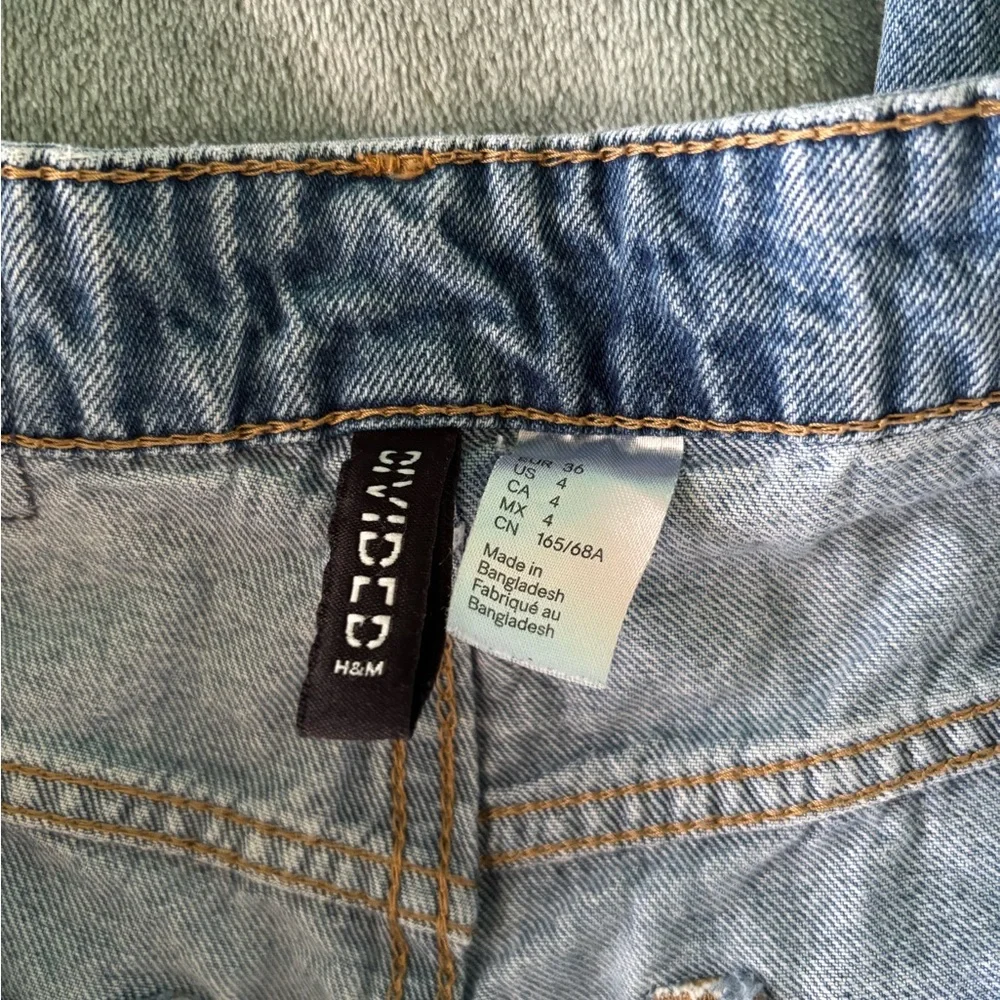 DIVIDED
H&M
EUR 36
US 4
CA 4
MX 4
CN 165/68A
Made in
Bangladesh
Fabriqué au
Bangladesh